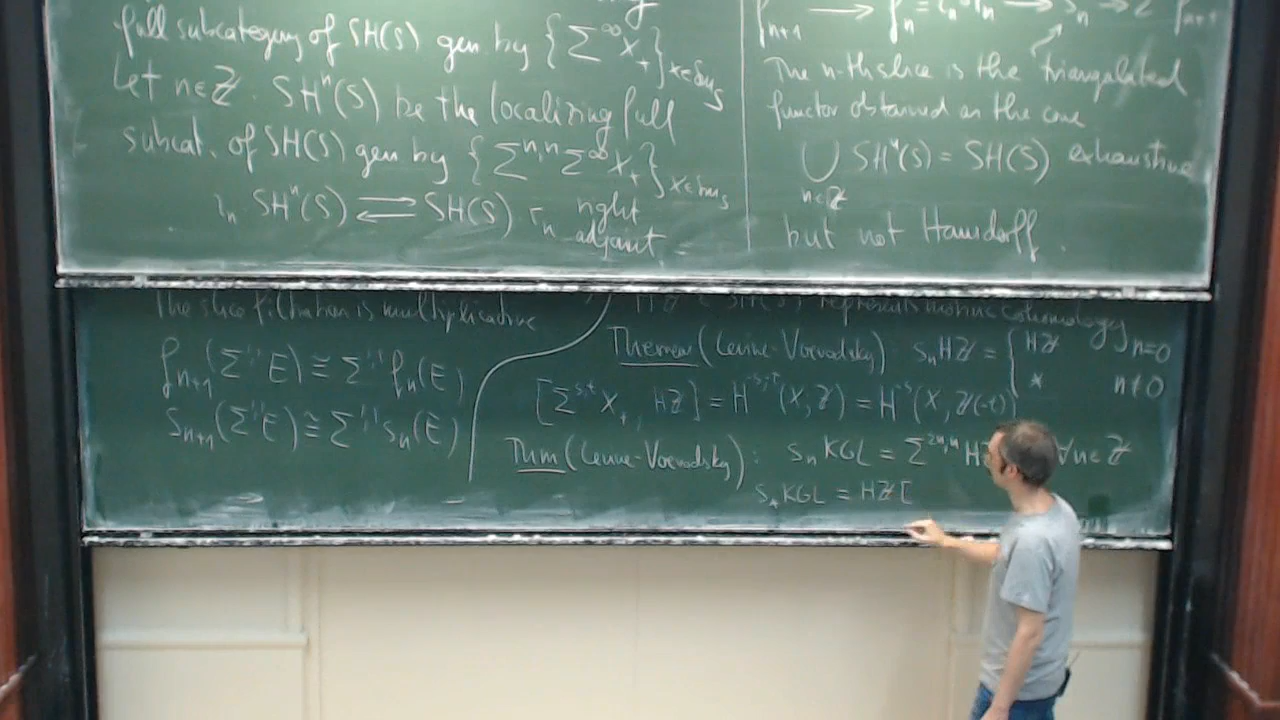 full subcategory of SH(S) gen by {Σ^∞ X_+}_{X∈Sm_S}
Let n∈ℤ. SH^n(S) be the localizing full
subcat. of SH(S) gen by {Σ^{n,n} Σ^∞ X_+}_{X∈Sm_S}
i_n SH^n(S) ⇄ SH(S) r_n right
adjoint
f_{n+1} → f_n = i_n r_n → s_n → Σ f_{n+1}
The n-th slice is the triangulated
functor obtained as the cone
⋃_{n∈ℤ} SH^n(S) = SH(S) exhaustive
but not Hausdorff.
The slice filtration is multiplicative
f_{n+1}(Σ^{1,1} E) ≅ Σ^{1,1} f_n(E)
s_{n+1}(Σ^{1,1} E) ≅ Σ^{1,1} s_n(E)
Hℤ ∈ SH(S) represents motivic cohomology
Theorem (Levine-Voevodsky) s_n Hℤ = { Hℤ n=0
* n≠0
[Σ^{s,t} X_+, Hℤ] = H^{-s,-t}(X, ℤ) = H^{-s}(X, ℤ(-t))
Thm (Levine-Voevodsky): s_n KGL = Σ^{2n,n} Hℤ ∀n∈ℤ
s_* KGL = Hℤ[